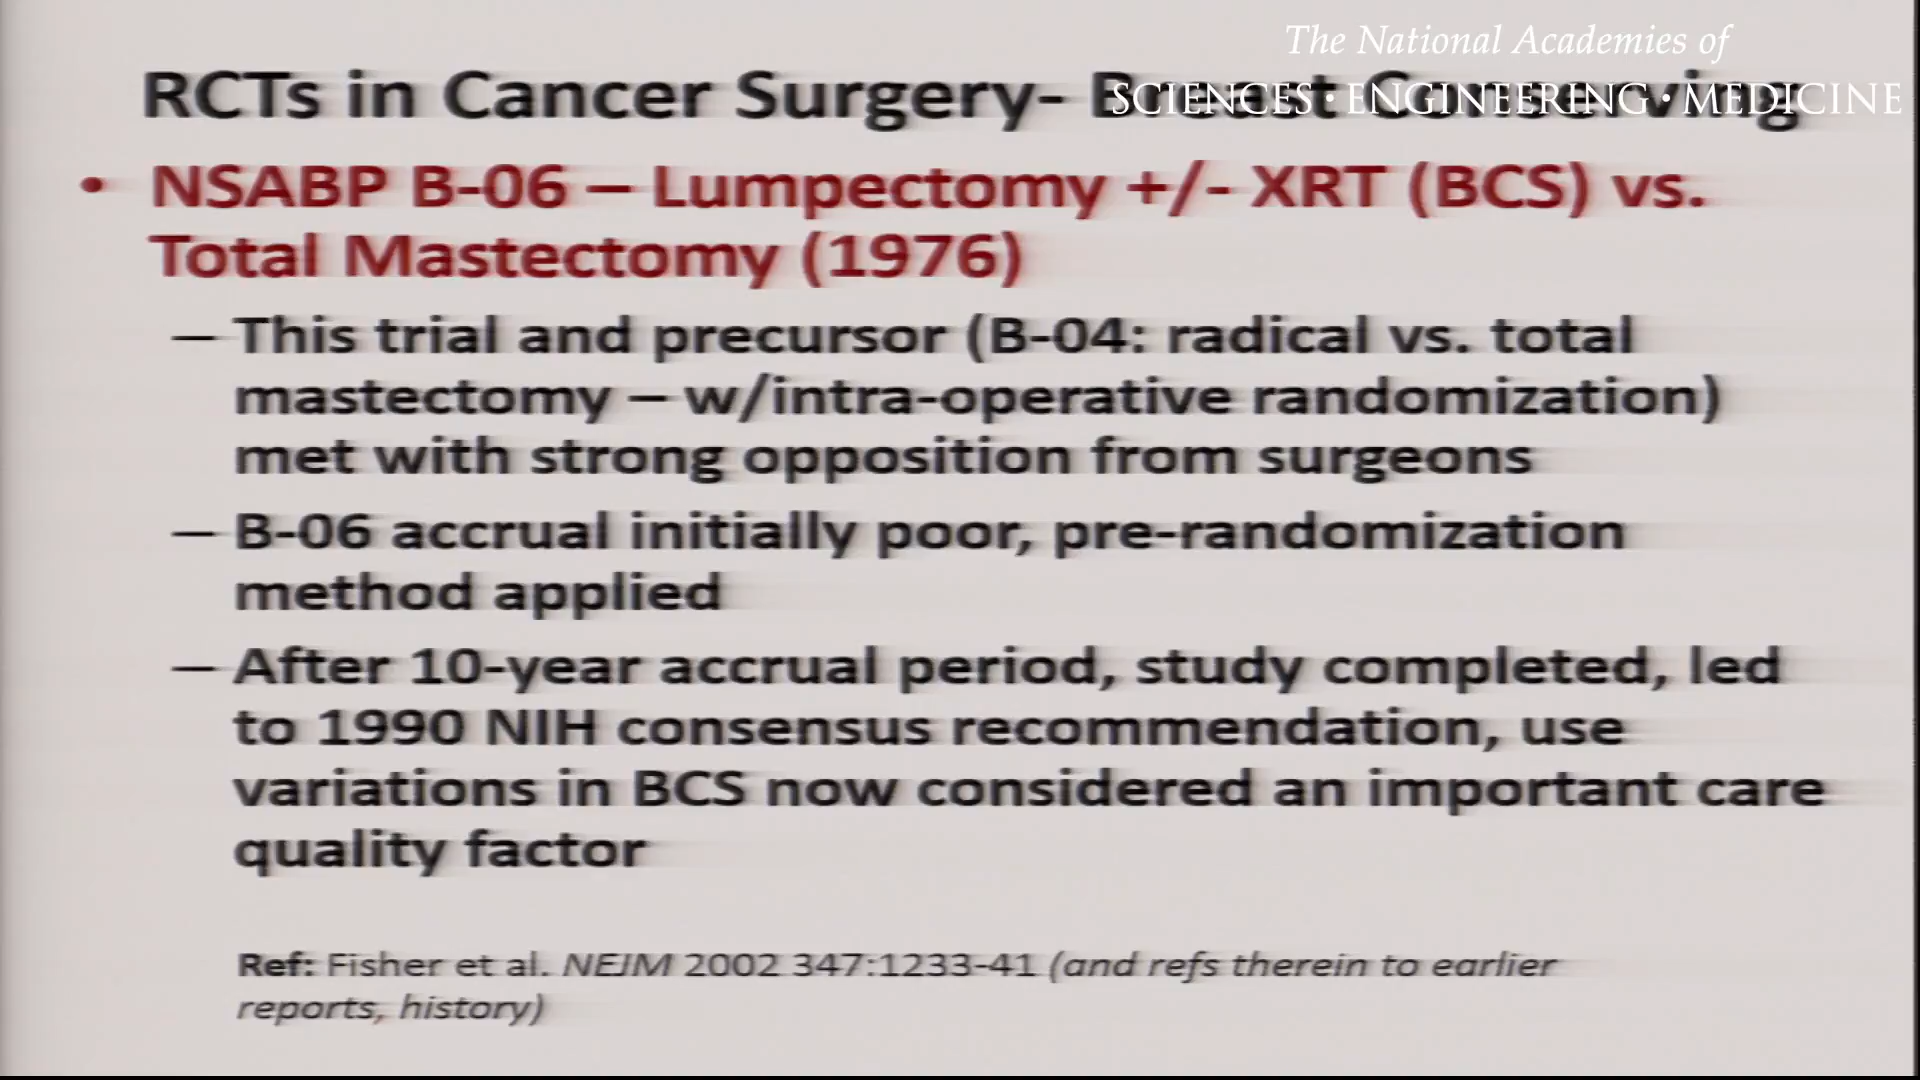 The National Academies of
SCIENCES · ENGINEERING · MEDICINE
RCTs in Cancer Surgery- Breast Conserving
• NSABP B-06 – Lumpectomy +/- XRT (BCS) vs.
Total Mastectomy (1976)
– This trial and precursor (B-04: radical vs. total
mastectomy – w/intra-operative randomization)
met with strong opposition from surgeons
– B-06 accrual initially poor, pre-randomization
method applied
– After 10-year accrual period, study completed, led
to 1990 NIH consensus recommendation, use
variations in BCS now considered an important care
quality factor
Ref: Fisher et al. NEJM 2002 347:1233-41 (and refs therein to earlier
reports, history)